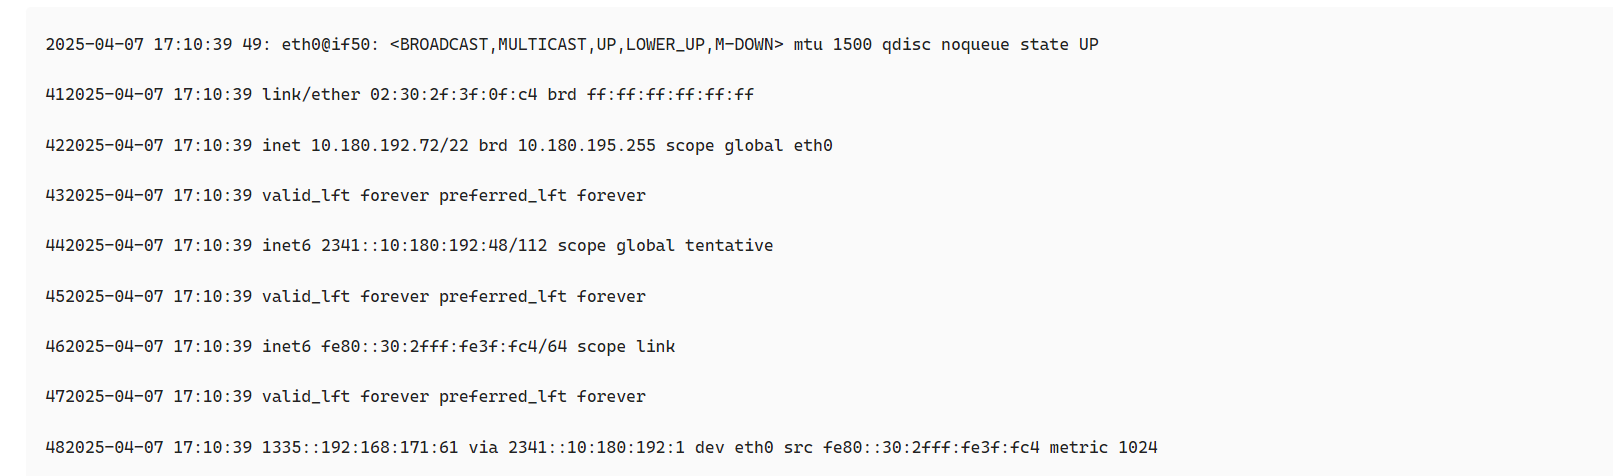 2025-04-07 17:10:39 49: eth0@if50: <BROADCAST,MULTICAST,UP,LOWER_UP,M-DOWN> mtu 1500 qdisc noqueue state UP
412025-04-07 17:10:39 link/ether 02:30:2f:3f:0f:c4 brd ff:ff:ff:ff:ff:ff
422025-04-07 17:10:39 inet 10.180.192.72/22 brd 10.180.195.255 scope global eth0
432025-04-07 17:10:39 valid_lft forever preferred_lft forever
442025-04-07 17:10:39 inet6 2341::10:180:192:48/112 scope global tentative
452025-04-07 17:10:39 valid_lft forever preferred_lft forever
462025-04-07 17:10:39 inet6 fe80::30:2fff:fe3f:fc4/64 scope link
472025-04-07 17:10:39 valid_lft forever preferred_lft forever
482025-04-07 17:10:39 1335::192:168:171:61 via 2341::10:180:192:1 dev eth0 src fe80::30:2fff:fe3f:fc4 metric 1024